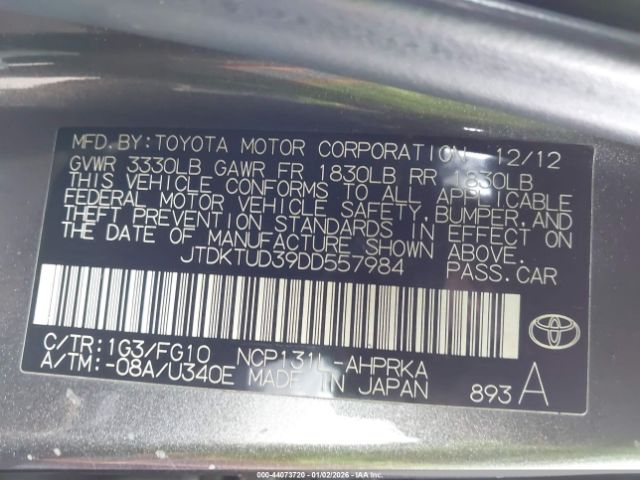 MFD.BY:TOYOTA MOTOR CORPORATION 12/12
GVWR 3330LB GAWR FR 1830LB RR 1830LB
THIS VEHICLE CONFORMS TO ALL APPLICABLE
FEDERAL MOTOR VEHICLE SAFETY, BUMPER, AND
THEFT PREVENTION STANDARDS IN EFFECT ON
THE DATE OF MANUFACTURE SHOWN ABOVE.
JTDKTUD39DD557984 PASS.CAR
C/TR:1G3/FG10 NCP131L-AHPRKA
A/TM:-08A/U340E MADE IN JAPAN 893 A
000-44073720 - 01/02/2026 - IAAI.COM